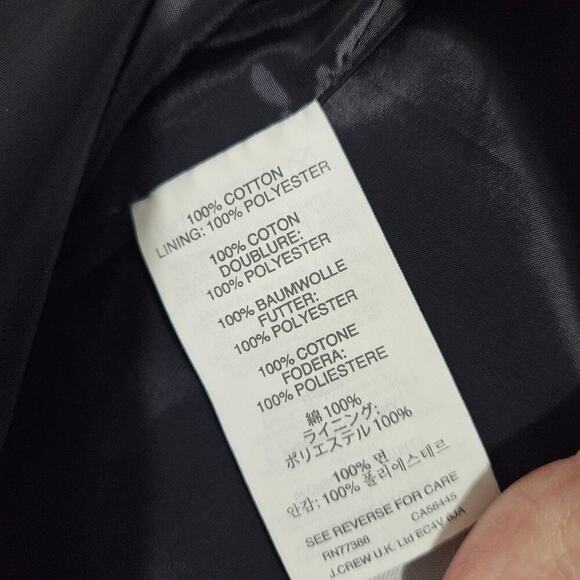 100% COTTON
LINING: 100% POLYESTER
100% COTON
DOUBLURE:
100% POLYESTER
100% BAUMWOLLE
FUTTER:
100% POLYESTER
100% COTONE
FODERA:
100% POLIESTERE
綿 100%
ライニング:
ポリエステル 100%
100% 면
안감: 100% 폴리에스테르
SEE REVERSE FOR CARE
RN77388 CA56445
J.CREW U.K. Ltd EC4V 6JA